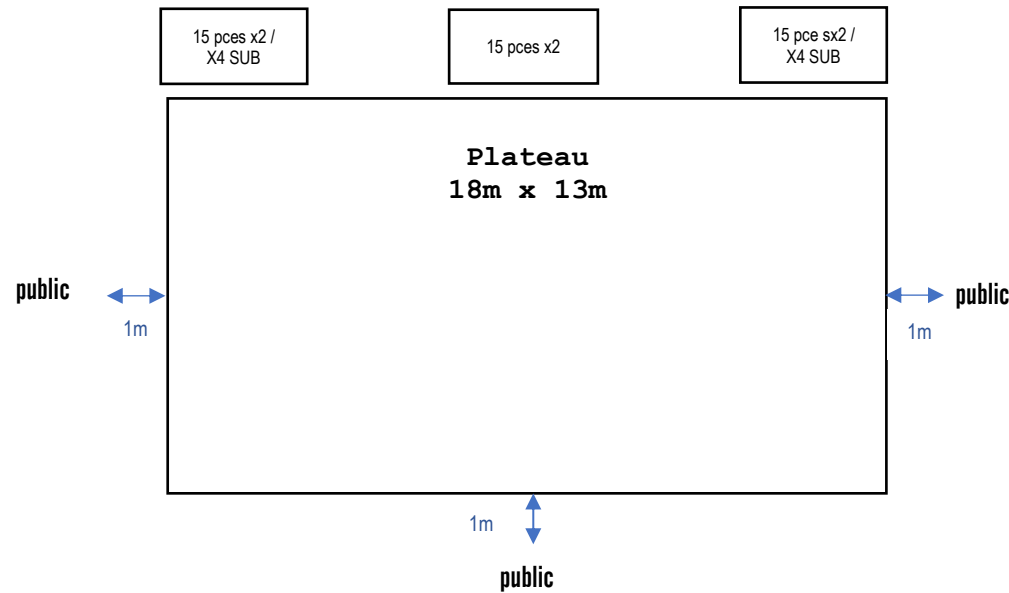 15 pces x2 /
X4 SUB
15 pces x2
15 pce sx2 /
X4 SUB
Plateau
18m x 13m
public
1m
public
1m
1m
public